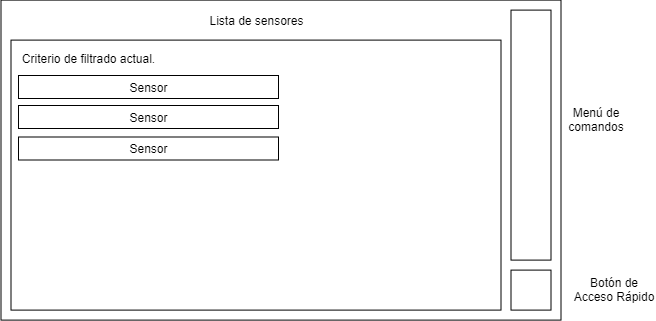 Lista de sensores
Criterio de filtrado actual.
Sensor
Sensor
Sensor
Menú de
comandos
Botón de
Acceso Rápido